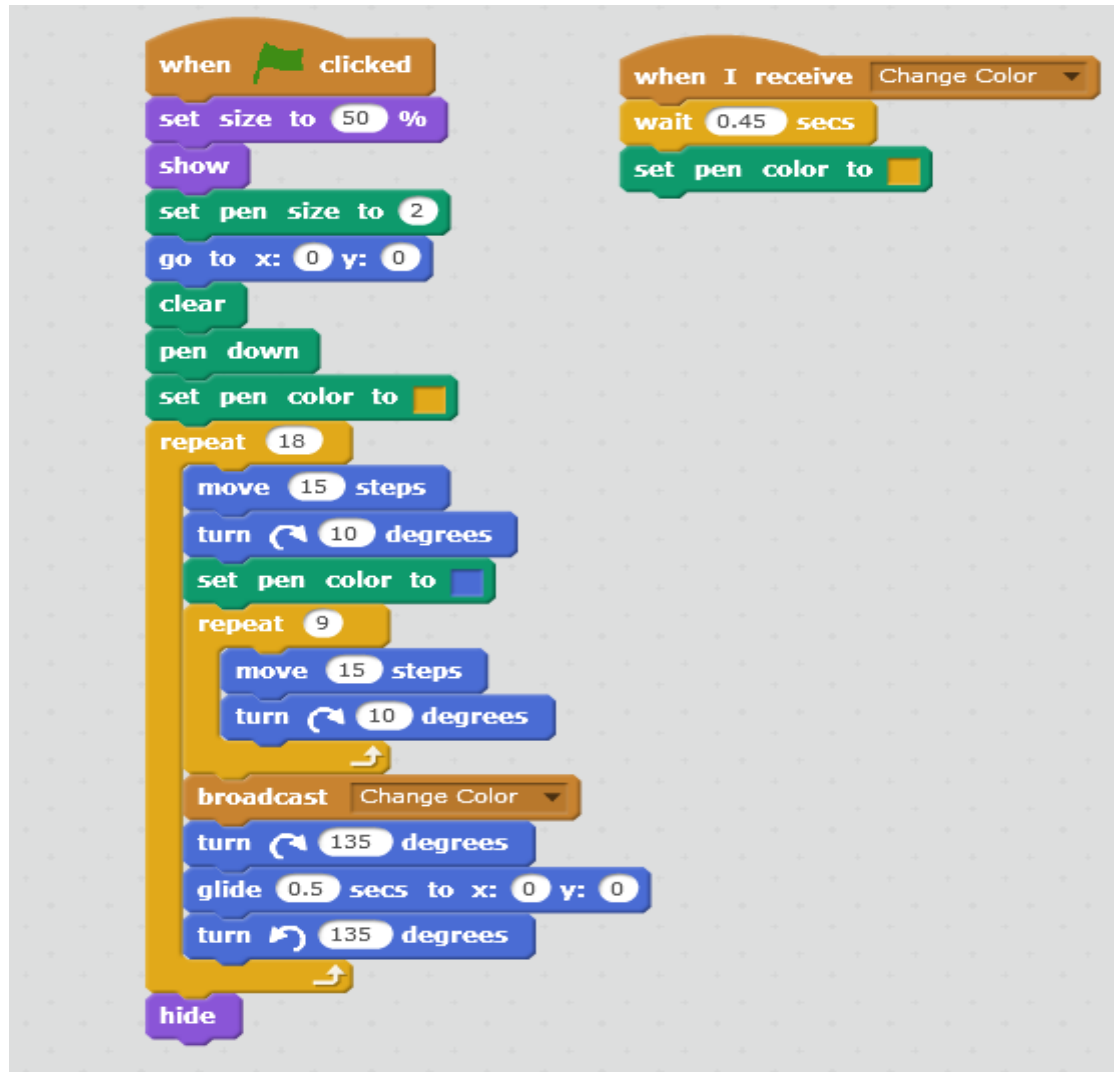 when clicked
set size to 50 %
show
set pen size to 2
go to x: 0 y: 0
clear
pen down
set pen color to
repeat 18
move 15 steps
turn 10 degrees
set pen color to
repeat 9
move 15 steps
turn 10 degrees
broadcast Change Color
turn 135 degrees
glide 0.5 secs to x: 0 y: 0
turn 135 degrees
hide
when I receive Change Color
wait 0.45 secs
set pen color to